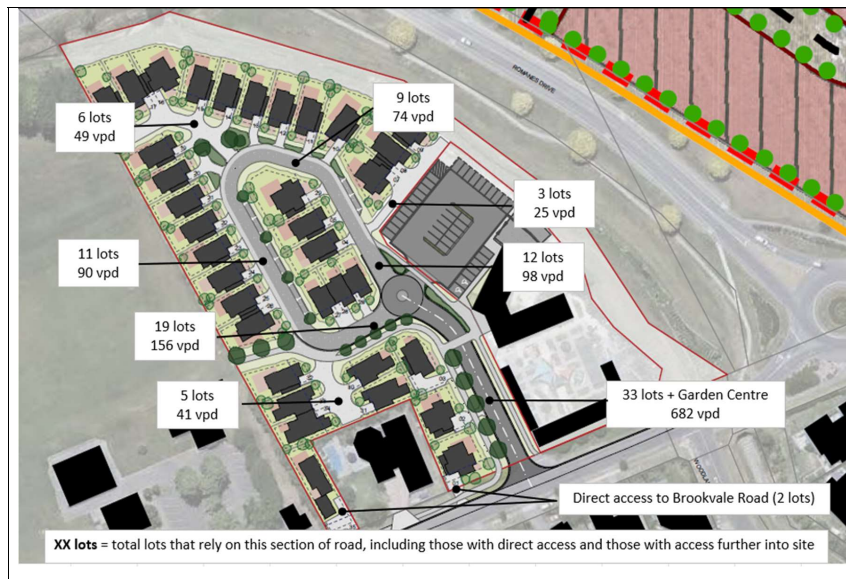 ROMNES DRIVE
9 lots
74 vpd
6 lots
49 vpd
3 lots
25 vpd
11 lots
90 vpd
12 lots
98 vpd
19 lots
156 vpd
5 lots
41 vpd
33 lots + Garden Centre
682 vpd
Direct access to Brookvale Road (2 lots)
XX lots = total lots that rely on this section of road, including those with direct access and those with access further into site